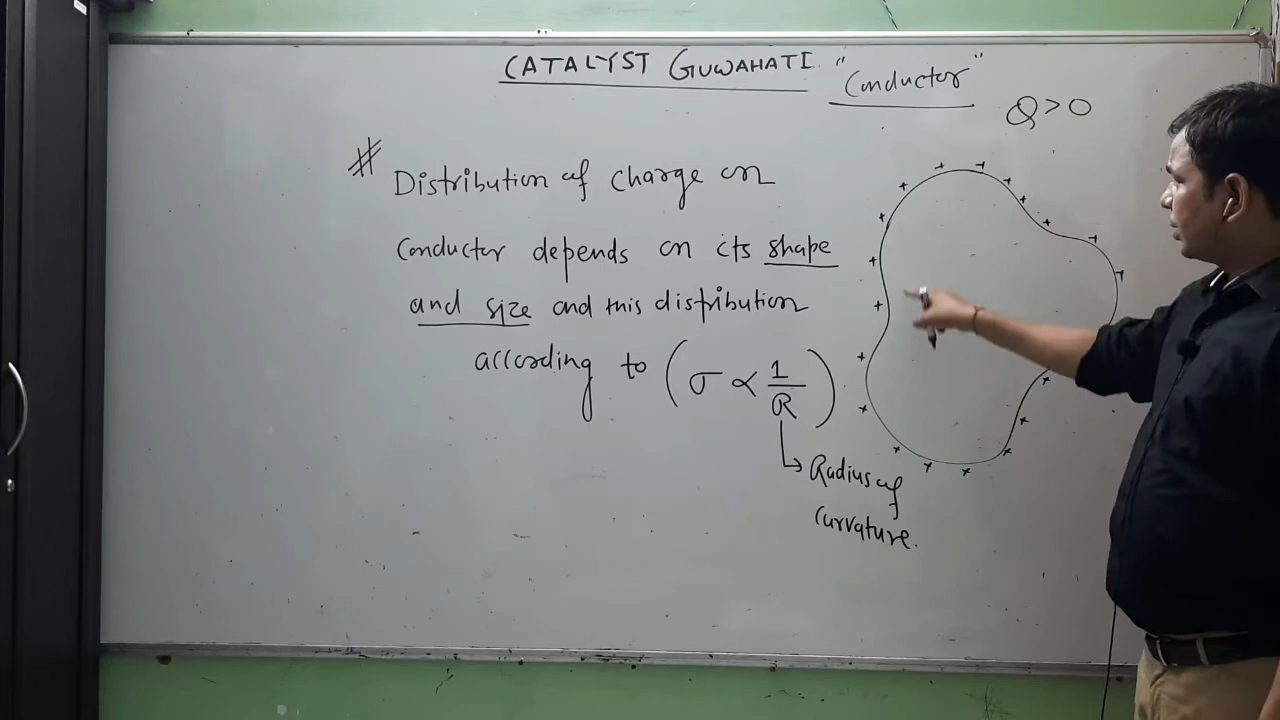 CATALYST GUWAHATI "Conductor"
Q > 0
# Distribution of charge on
conductor depends on its shape
and size and this distribution
according to (σ ∝ 1/R)
↳ Radius of
curvature.